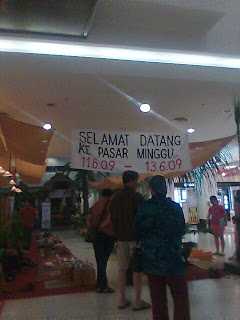 SELAMAT DATANG
KE PASAR MINGGU
11.6.09 — 13.6.09